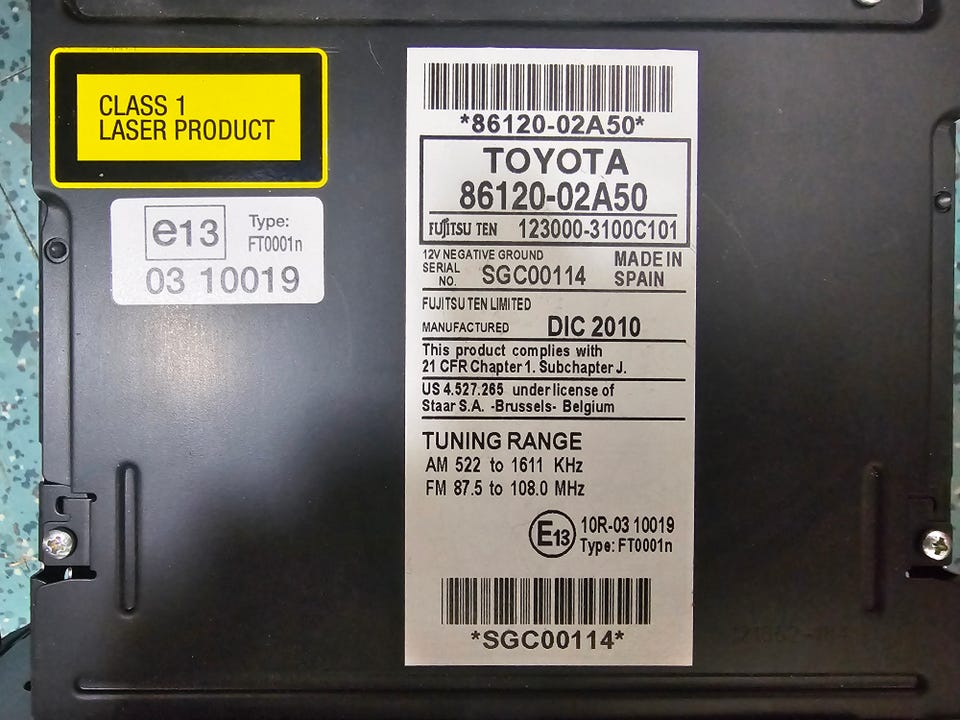 CLASS 1
LASER PRODUCT
e13
Type:
FT0001n
03 10019
*86120-02A50*
TOYOTA
86120-02A50
FUJITSU TEN 123000-3100C101
12V NEGATIVE GROUND
SERIAL NO. SGC00114
MADE IN SPAIN
FUJITSU TEN LIMITED
MANUFACTURED DIC 2010
This product complies with
21 CFR Chapter 1. Subchapter J.
US 4.527.265 under license of
Staar S.A. -Brussels- Belgium
TUNING RANGE
AM 522 to 1611 KHz
FM 87.5 to 108.0 MHz
E13
10R-03 10019
Type: FT0001n
*SGC00114*